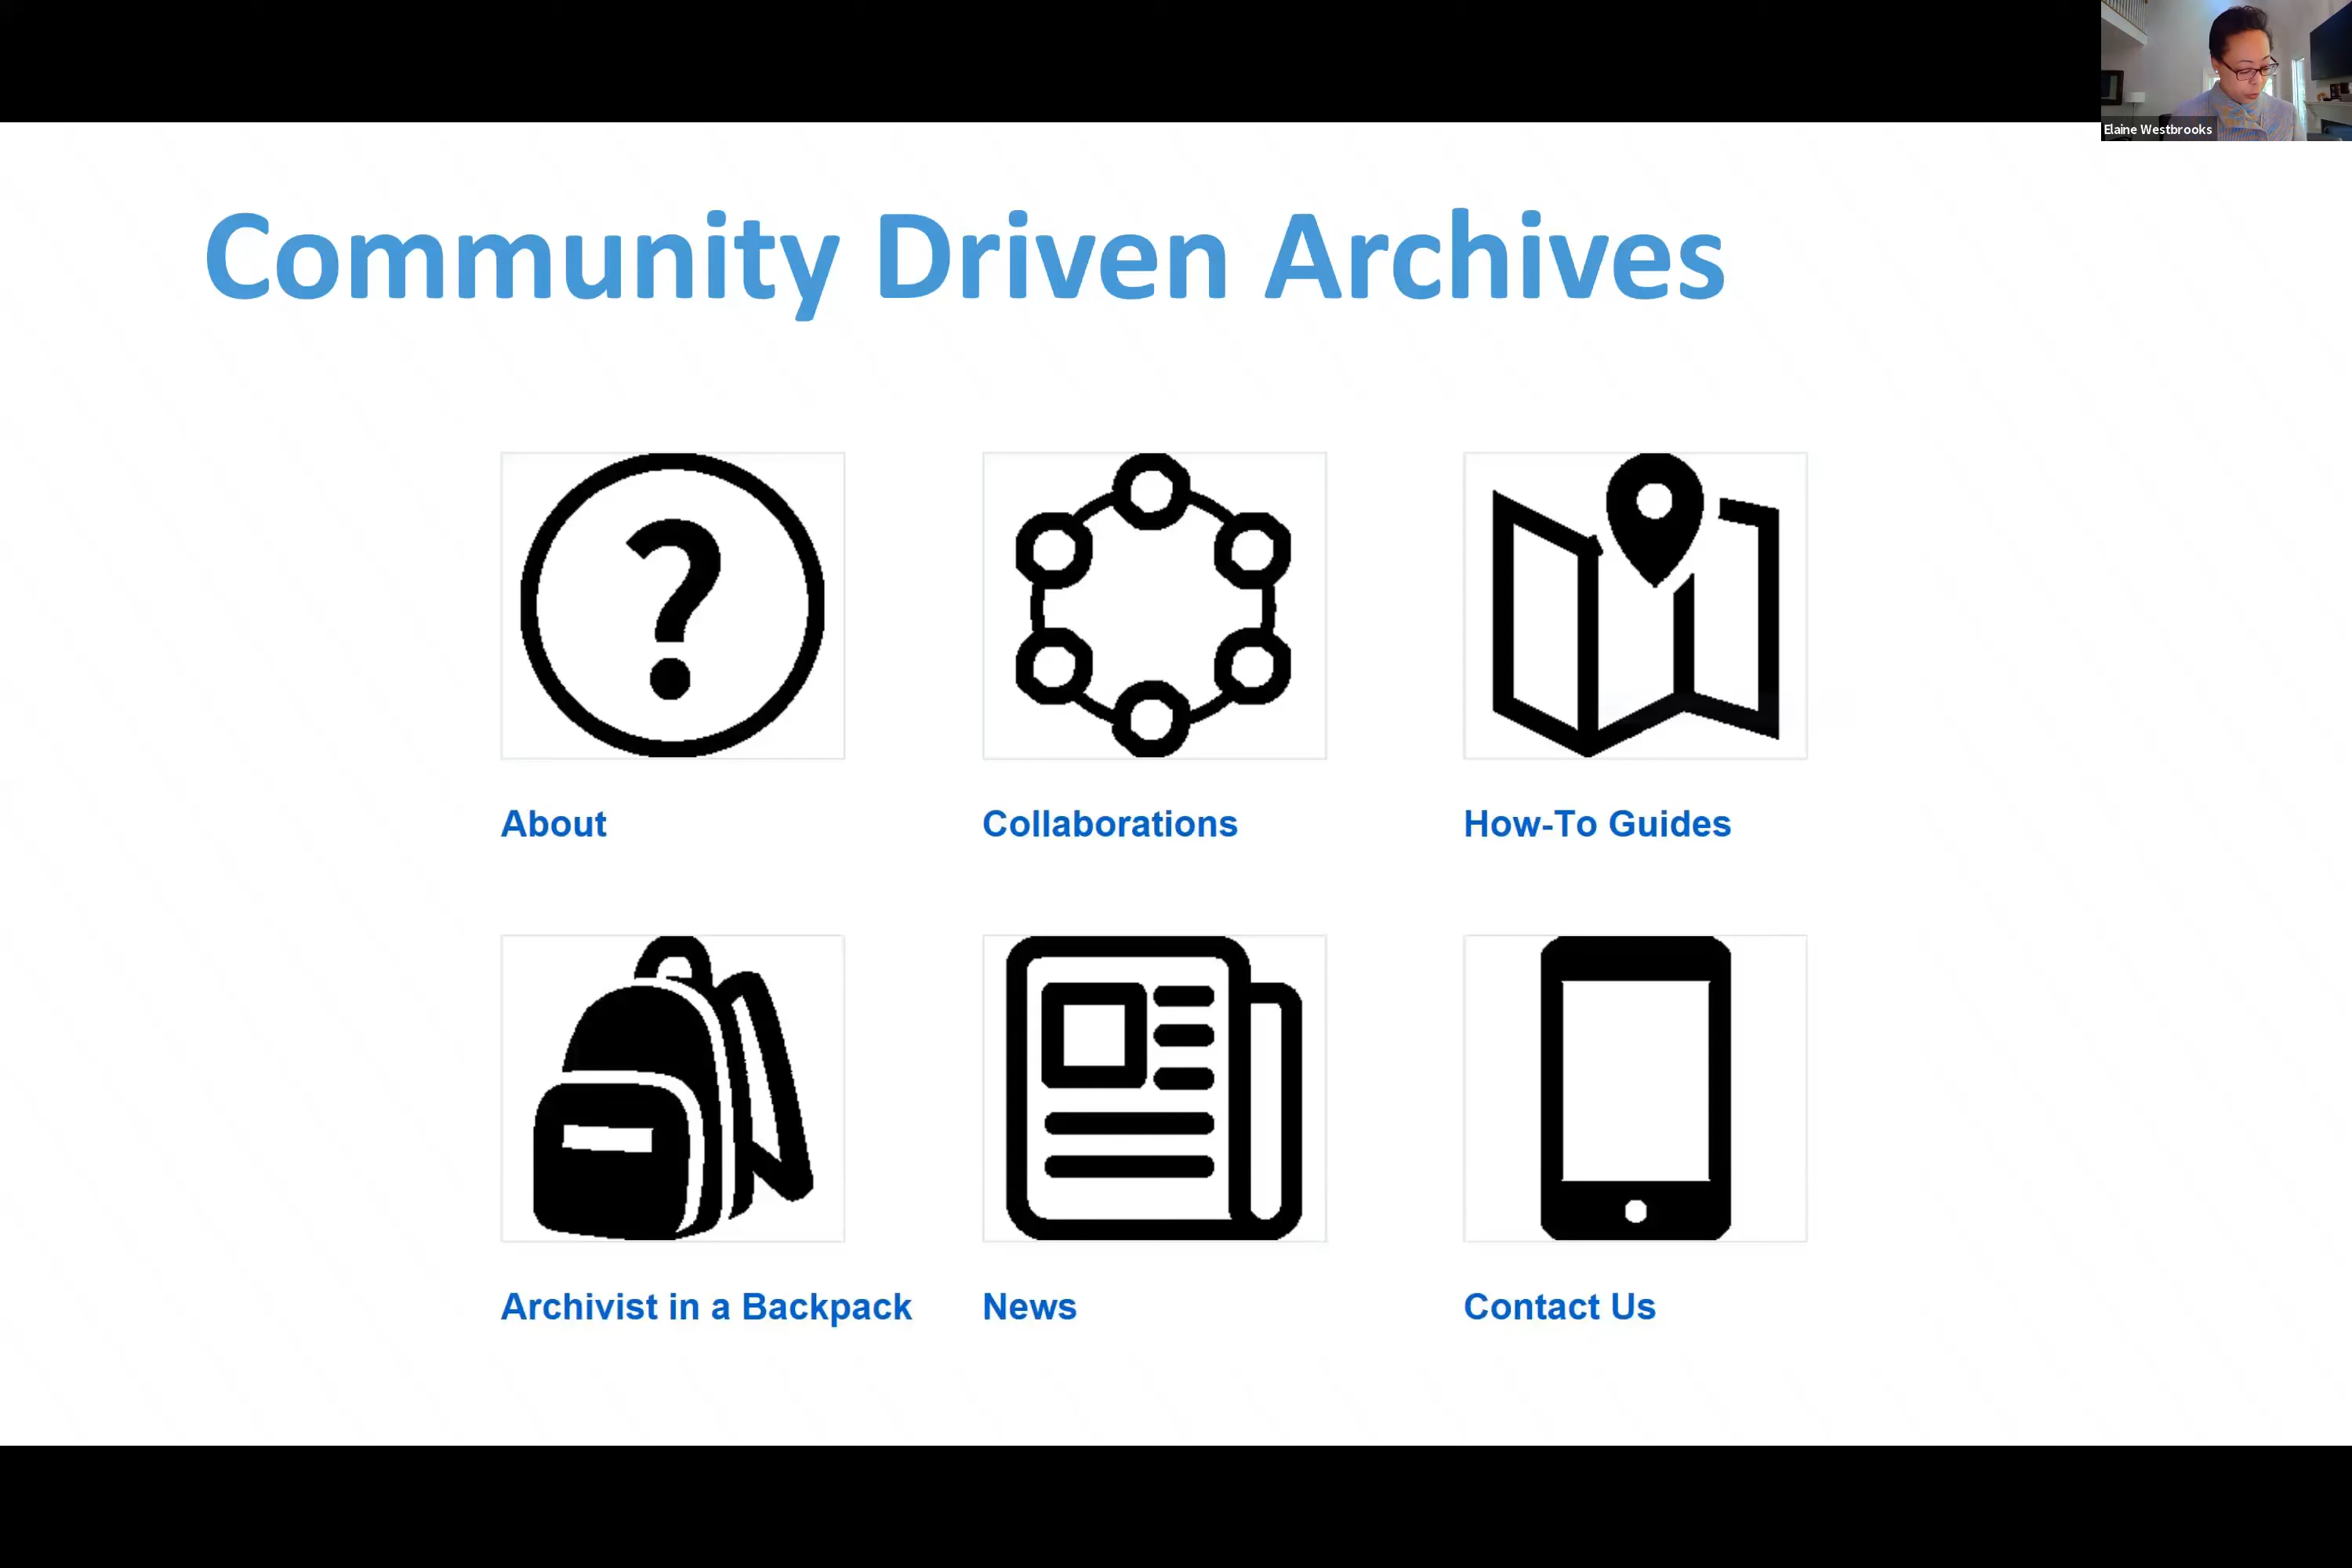 Elaine Westbrooks
Community Driven Archives
About
Collaborations
How-To Guides
Archivist in a Backpack
News
Contact Us